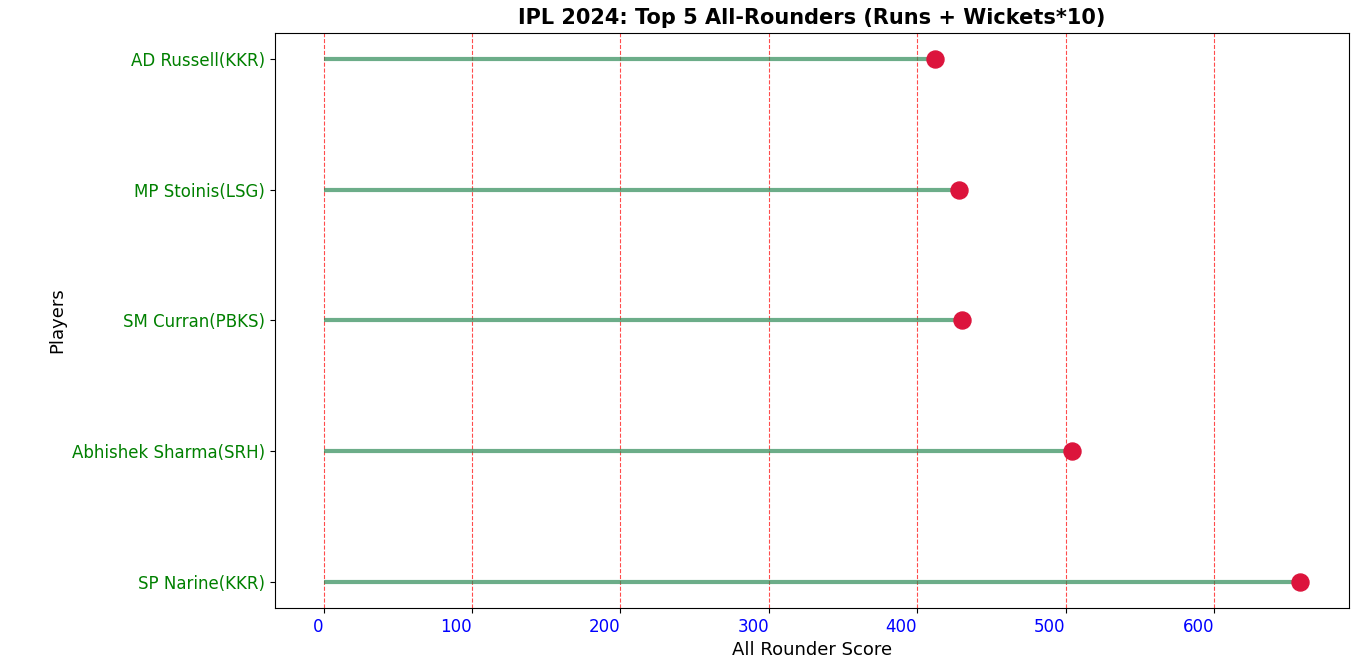 IPL 2024: Top 5 All-Rounders (Runs + Wickets*10)
AD Russell(KKR)
MP Stoinis(LSG)
SM Curran(PBKS)
Abhishek Sharma(SRH)
SP Narine(KKR)
Players
0 100 200 300 400 500 600
All Rounder Score